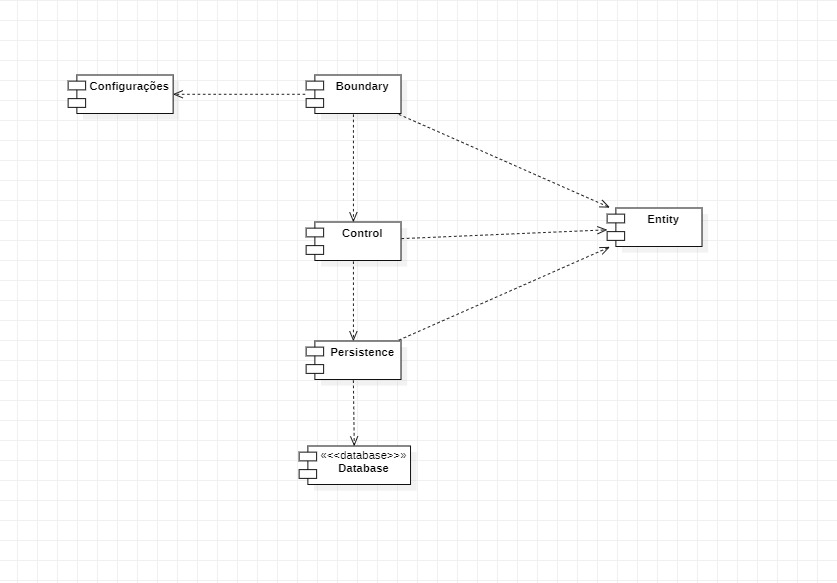 Configurações
Boundary
Entity
Control
Persistence
«<<database>>»
Database